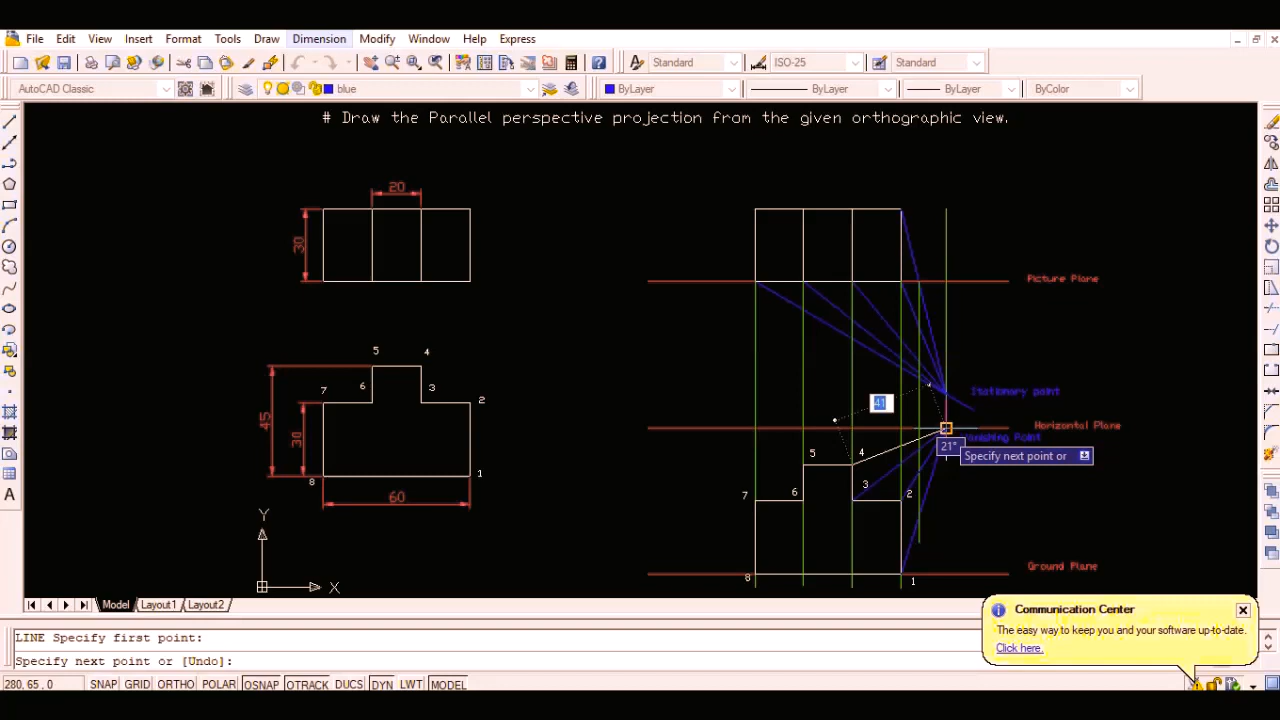 File Edit View Insert Format Tools Draw Dimension Modify Window Help Express
Standard ISO-25 Standard
AutoCAD Classic blue ByLayer ByLayer ByLayer ByColor
# Draw the Parallel perspective projection from the given orthographic view.
20
30
Picture Plane
5 4
7 6 3
2
45
30
8 1
60
Y
X
Stationary point
41
Horizontal Plane
Vanishing Point
21°
Specify next point or
5 4
3
7 6 2
Ground Plane
8 1
Model Layout1 Layout2
Communication Center
The easy way to keep you and your software up-to-date.
Click here.
LINE Specify first point:
Specify next point or [Undo]:
280, 65 , 0 SNAP GRID ORTHO POLAR OSNAP OTRACK DUCS DYN LWT MODEL